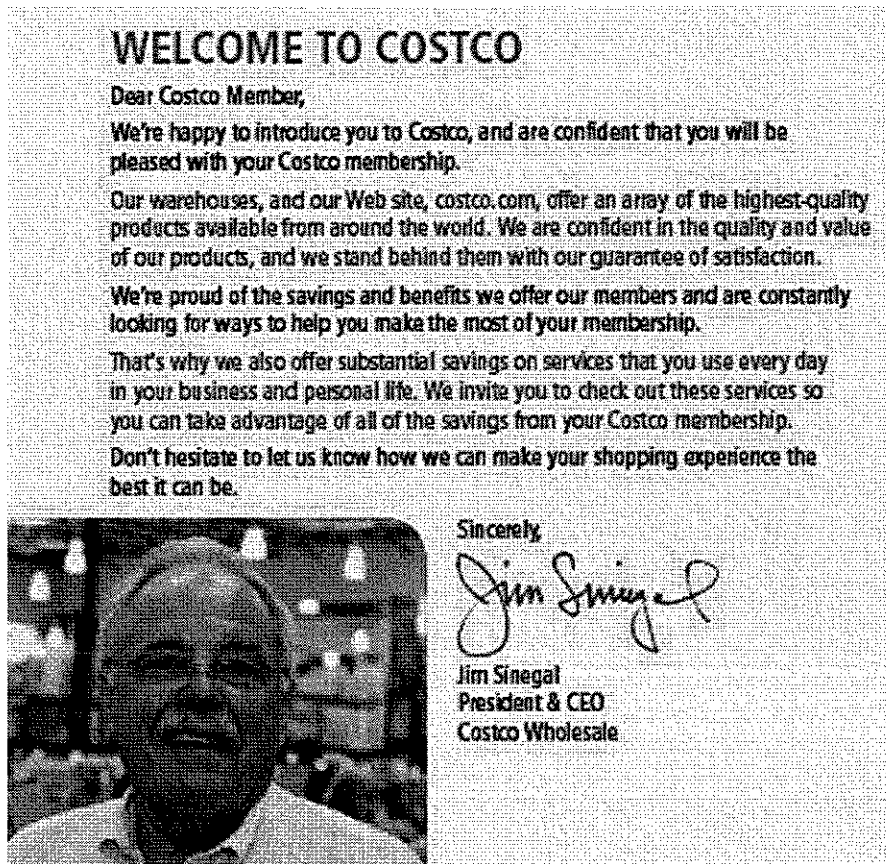 WELCOME TO COSTCO
Dear Costco Member,
We're happy to introduce you to Costco, and are confident that you will be
pleased with your Costco membership.
Our warehouses, and our Web site, costco.com, offer an array of the highest-quality
products available from around the world. We are confident in the quality and value
of our products, and we stand behind them with our guarantee of satisfaction.
We're proud of the savings and benefits we offer our members and are constantly
looking for ways to help you make the most of your membership.
That's why we also offer substantial savings on services that you use every day
in your business and personal life. We invite you to check out these services so
you can take advantage of all of the savings from your Costco membership.
Don't hesitate to let us know how we can make your shopping experience the
best it can be.
Sincerely,
Jim Sinegal
Jim Sinegal
President & CEO
Costco Wholesale